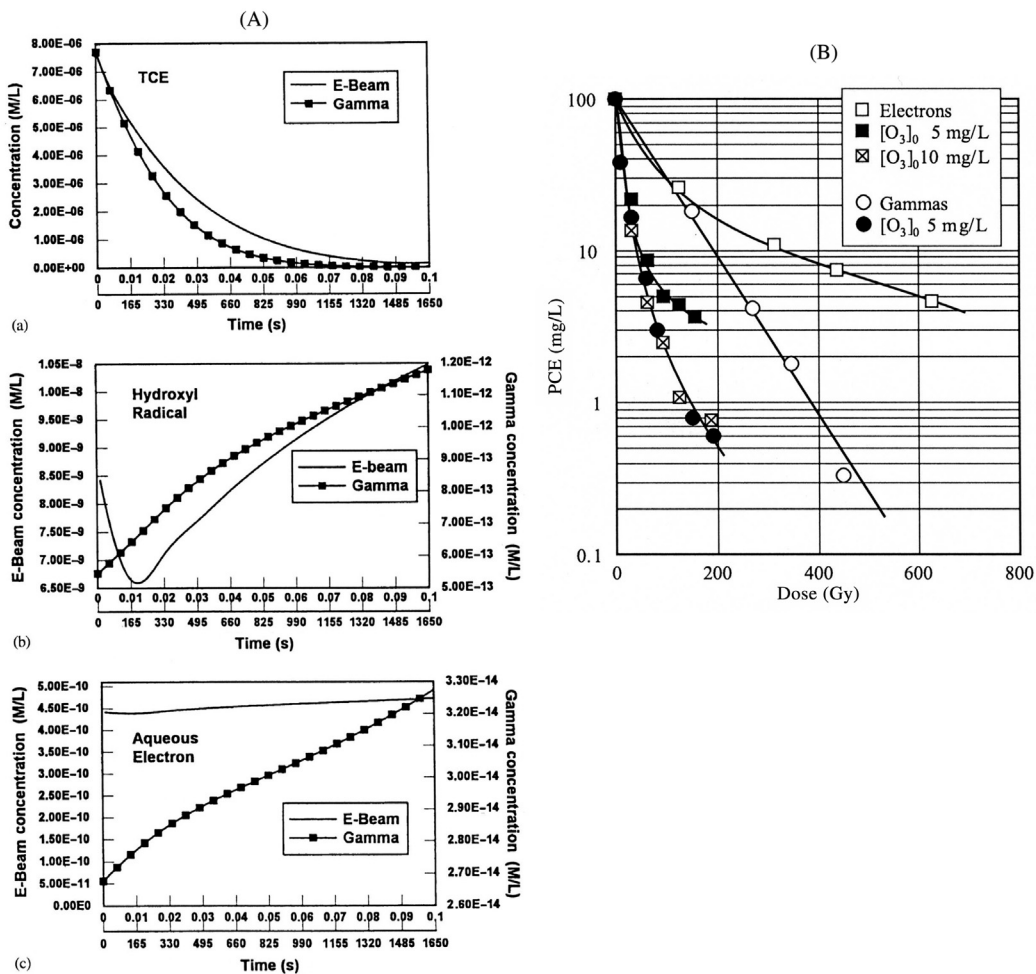 (A)
8.00E-06
7.00E-06
6.00E-06
5.00E-06
4.00E-06
3.00E-06
2.00E-06
1.00E-06
0.00E+00
Concentration (M/L)
TCE
E-Beam
Gamma
0 0.01 0.02 0.03 0.04 0.05 0.06 0.07 0.08 0.09 0.1
0 165 330 495 660 825 990 1155 1320 1485 1650
Time (s)
(a)
1.05E-8
1.00E-8
9.50E-9
9.00E-9
8.50E-9
8.00E-9
7.50E-9
7.00E-9
6.50E-9
E-Beam concentration (M/L)
Hydroxyl
Radical
E-beam
Gamma
1.20E-12
1.10E-12
1.00E-12
9.00E-13
8.00E-13
7.00E-13
6.00E-13
5.00E-13
Gamma concentration (M/L)
0 0.01 0.02 0.03 0.04 0.05 0.06 0.07 0.08 0.09 0.1
0 165 330 495 660 825 990 1155 1320 1485 1650
Time (s)
(b)
5.00E-10
4.50E-10
4.00E-10
3.50E-10
3.00E-10
2.50E-10
2.00E-10
1.50E-10
1.00E-10
5.00E-11
0.00E0
E-Beam concentration (M/L)
Aqueous
Electron
E-Beam
Gamma
3.30E-14
3.20E-14
3.10E-14
3.00E-14
2.90E-14
2.80E-14
2.70E-14
2.60E-14
Gamma concentration (M/L)
0 0.01 0.02 0.03 0.04 0.05 0.06 0.07 0.08 0.09 0,1
0 165 330 495 660 825 990 1155 1320 1485 1650
Time (s)
(c)
(B)
100
10
1
0.1
PCE (mg/L)
Electrons
[O₃]₀ 5 mg/L
[O₃]₀10 mg/L
Gammas
[O₃]₀ 5 mg/L
0 200 400 600 800
Dose (Gy)